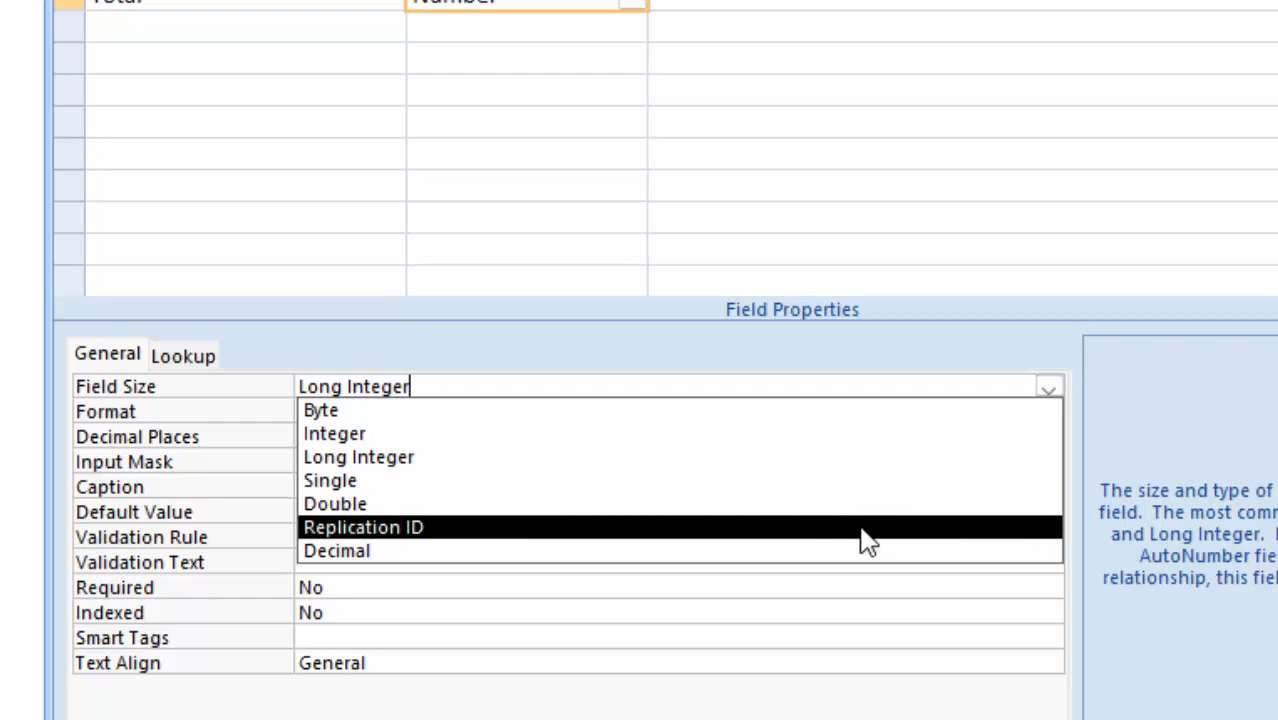 Total Number
Field Properties
General Lookup
Field Size Long Integer
Format
Byte
Decimal Places
Integer
Input Mask
Long Integer
Caption
Single
Default Value
Double
Validation Rule
Replication ID
Validation Text
Decimal
Required No
Indexed No
Smart Tags
Text Align General
The size and type of
field. The most com
and Long Integer.
AutoNumber fie
relationship, this fiel